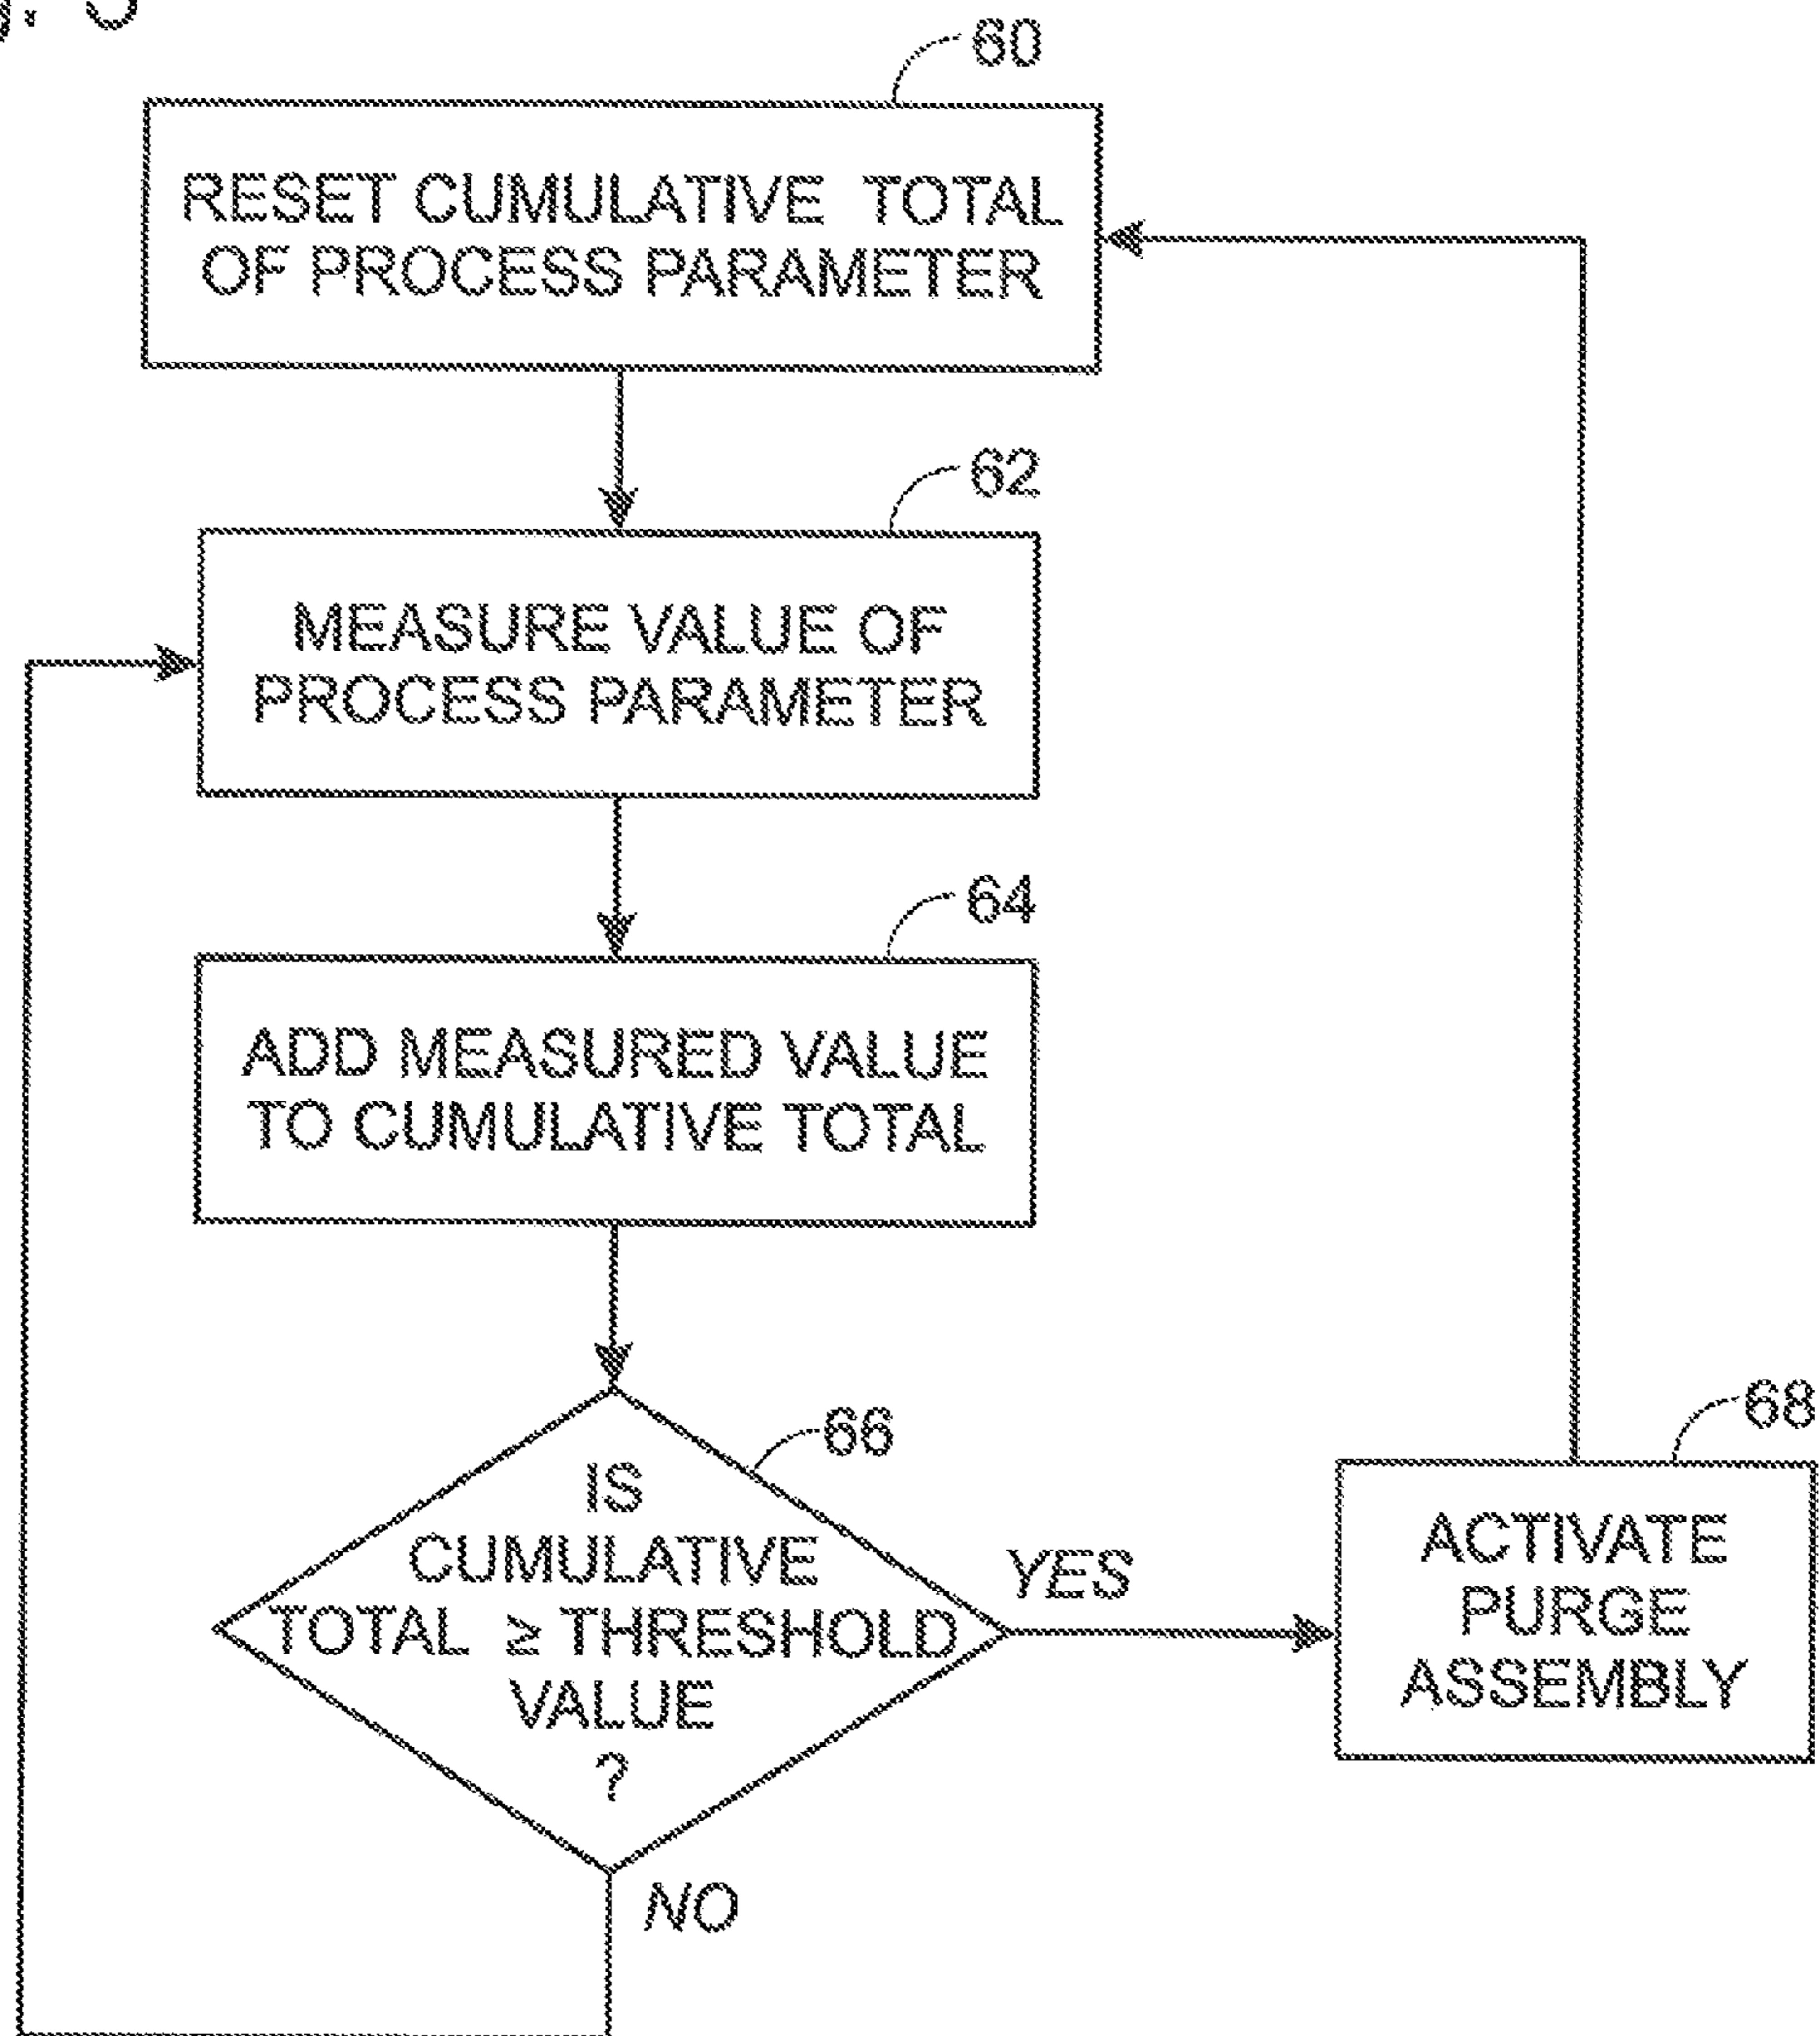 60
RESET CUMULATIVE TOTAL
OF PROCESS PARAMETER
62
MEASURE VALUE OF
PROCESS PARAMETER
64
ADD MEASURED VALUE
TO CUMULATIVE TOTAL
66
IS
CUMULATIVE
TOTAL ≥ THRESHOLD
VALUE
?
YES
NO
68
ACTIVATE
PURGE
ASSEMBLY